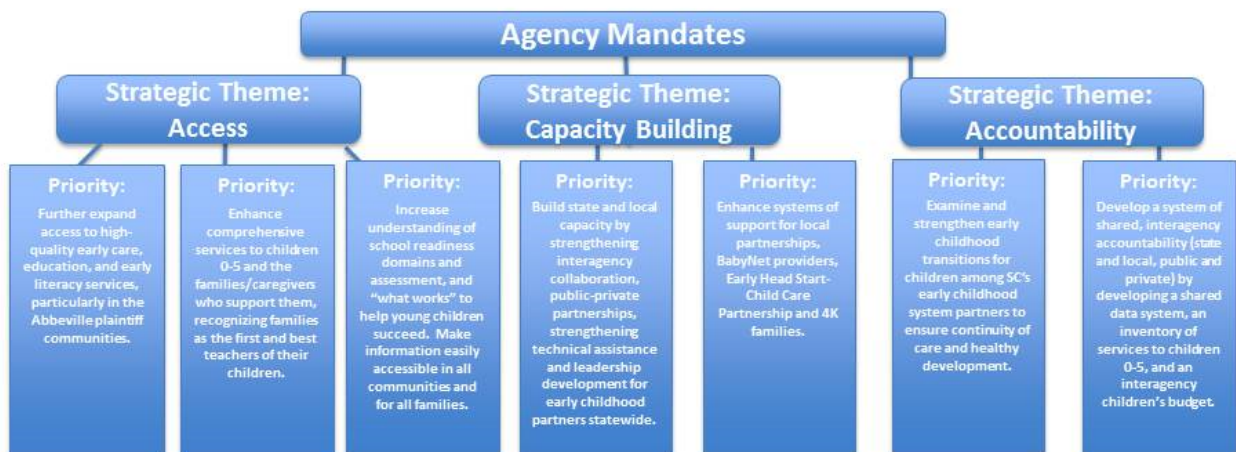 Agency Mandates
Strategic Theme:
Access
Strategic Theme:
Capacity Building
Strategic Theme:
Accountability
Priority:
Further expand
access to high-
quality early care,
education, and early
literacy services,
particularly in the
Abbeville plaintiff
communities.
Priority:
Enhance
comprehensive
services to children
0-5 and the
families/caregivers
who support them,
recognizing families
as the first and best
teachers of their
children.
Priority:
Increase
understanding of
school readiness
domains and
assessment, and
“what works” to
help young children
succeed. Make
information easily
accessible in all
communities and
for all families.
Priority:
Build state and local
capacity by
strengthening
interagency
collaboration,
public-private
partnerships,
strengthening
technical assistance
and leadership
development for
early childhood
partners statewide.
Priority:
Enhance systems of
support for local
partnerships,
BabyNet providers,
Early Head Start-
Child Care
Partnership and 4K
families.
Priority:
Examine and
strengthen early
childhood
transitions for
children among SC’s
early childhood
system partners to
ensure continuity of
care and healthy
development.
Priority:
Develop a system of
shared, interagency
accountability (state
and local, public and
private) by
developing a shared
data system, an
inventory of
services to children
0-5, and an
interagency
children’s budget.